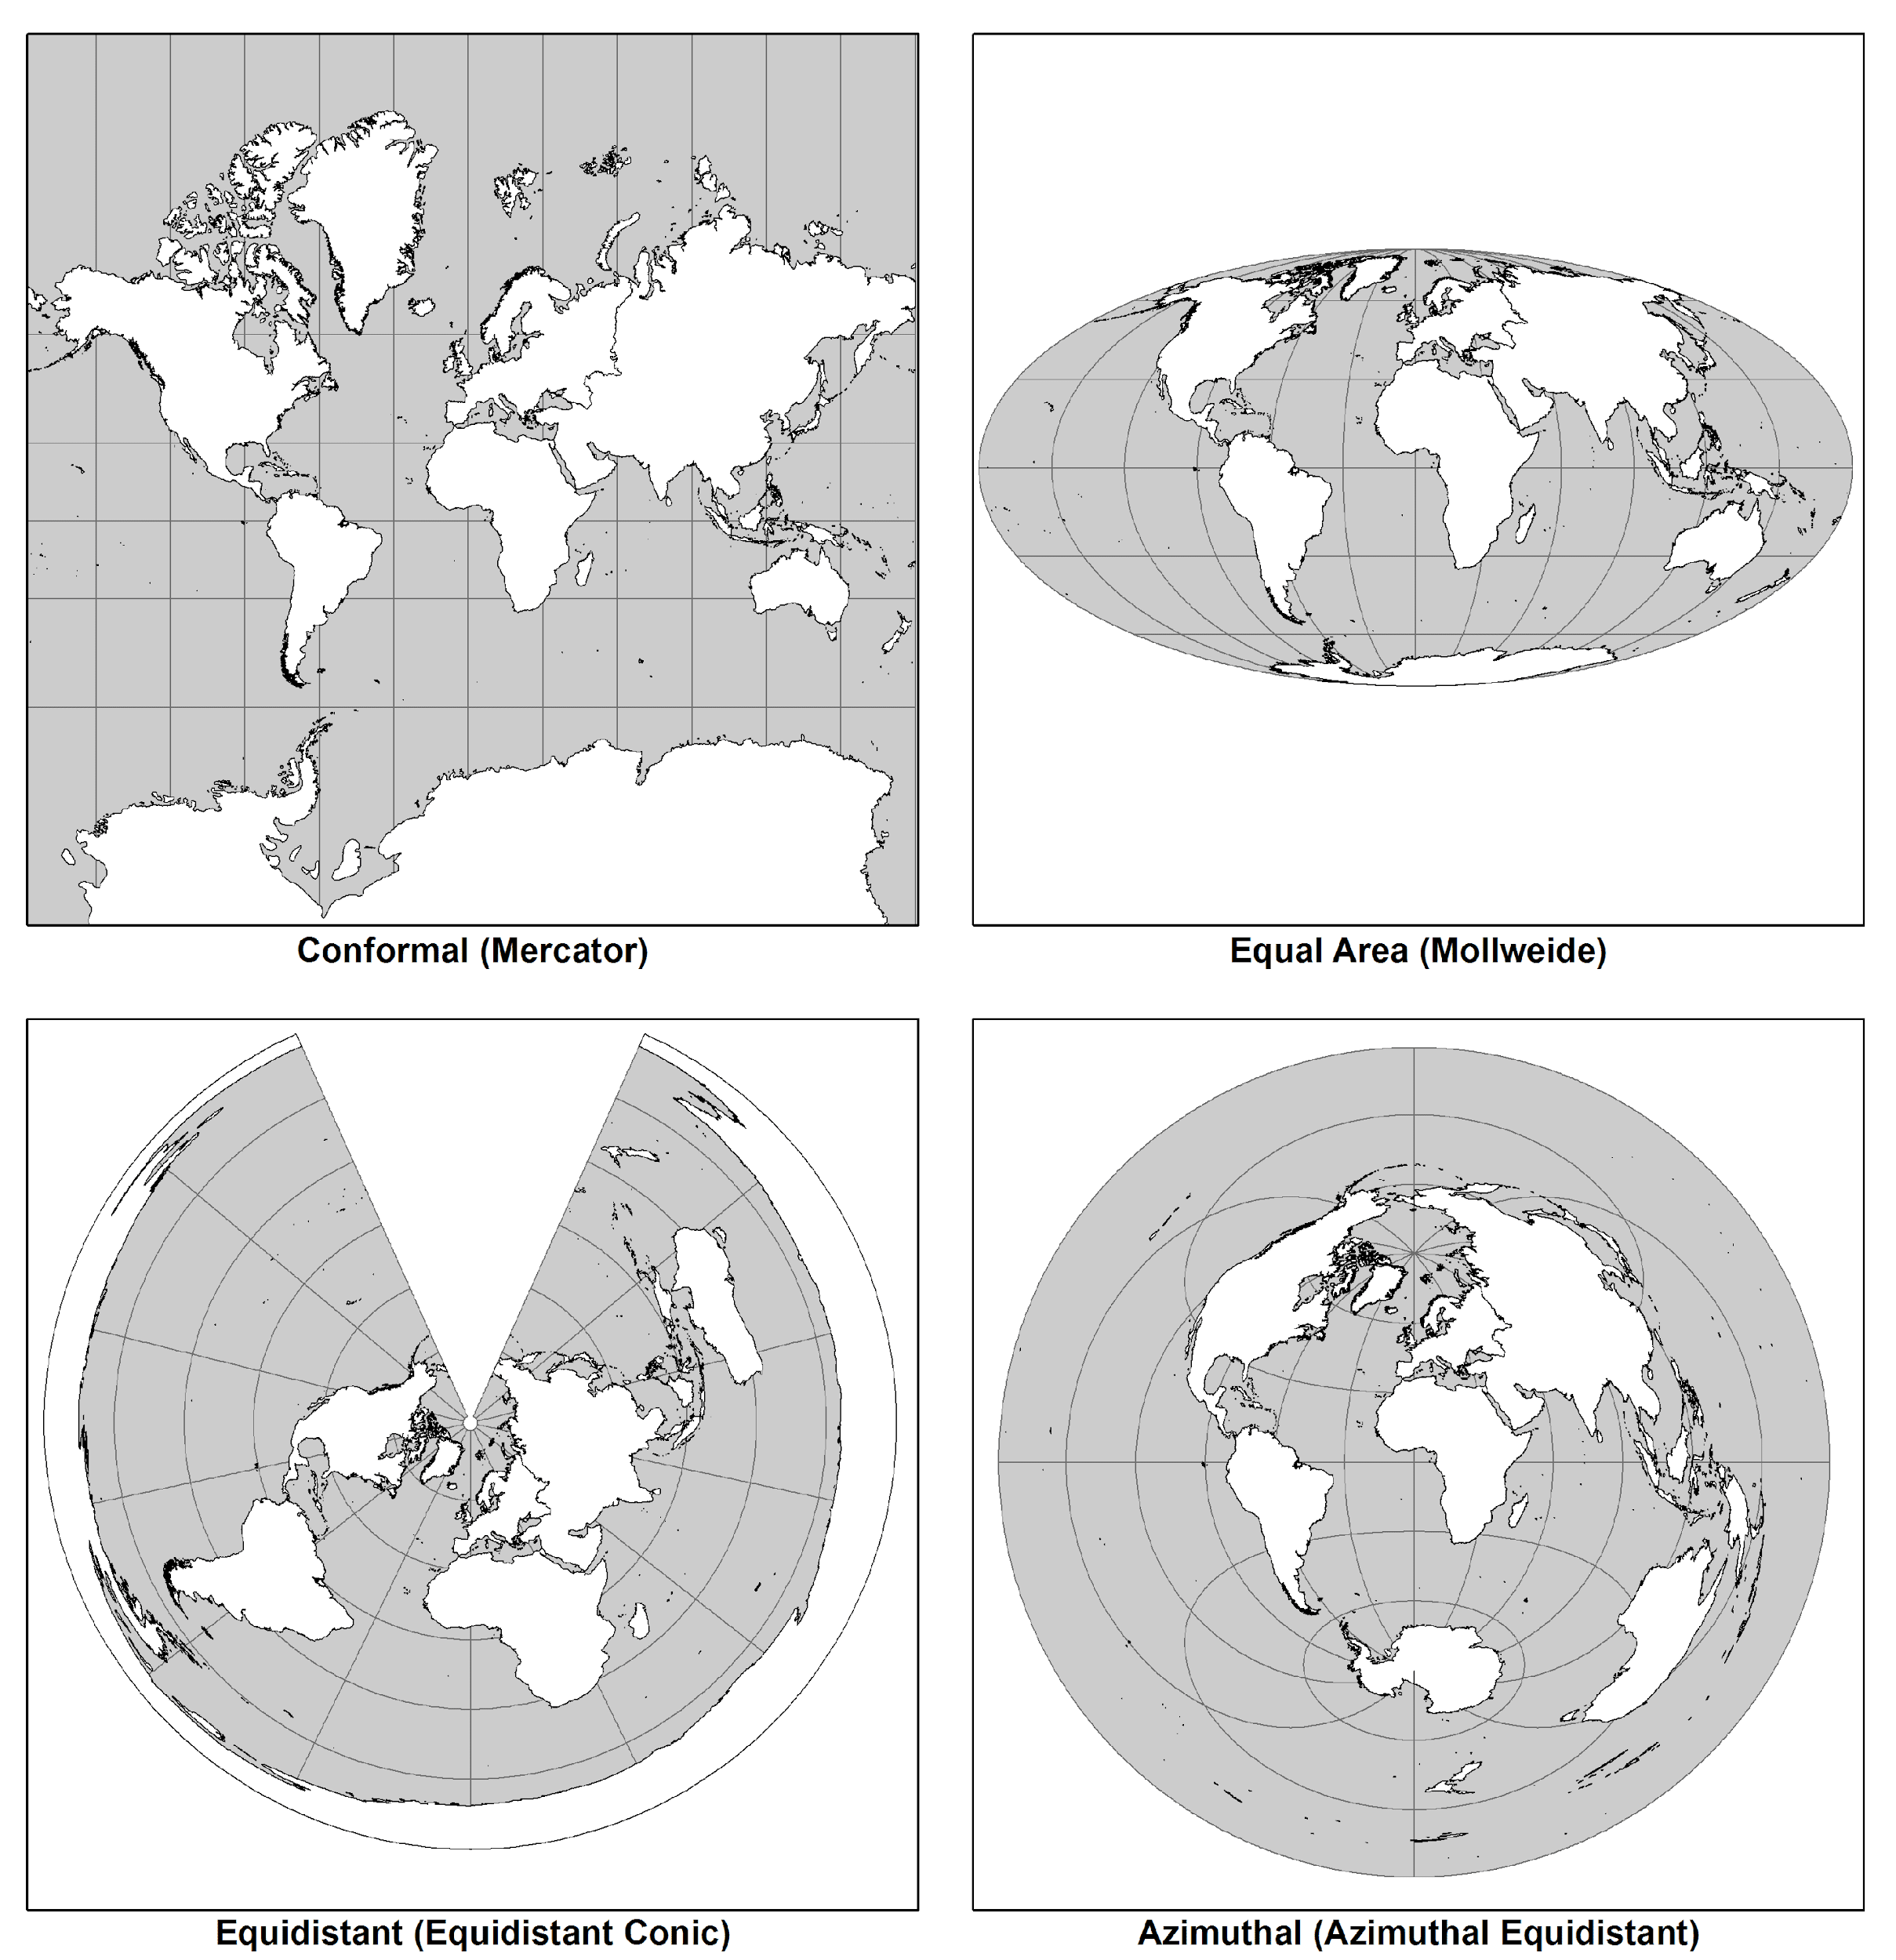 Conformal (Mercator)
Equal Area (Mollweide)
Equidistant (Equidistant Conic)
Azimuthal (Azimuthal Equidistant)